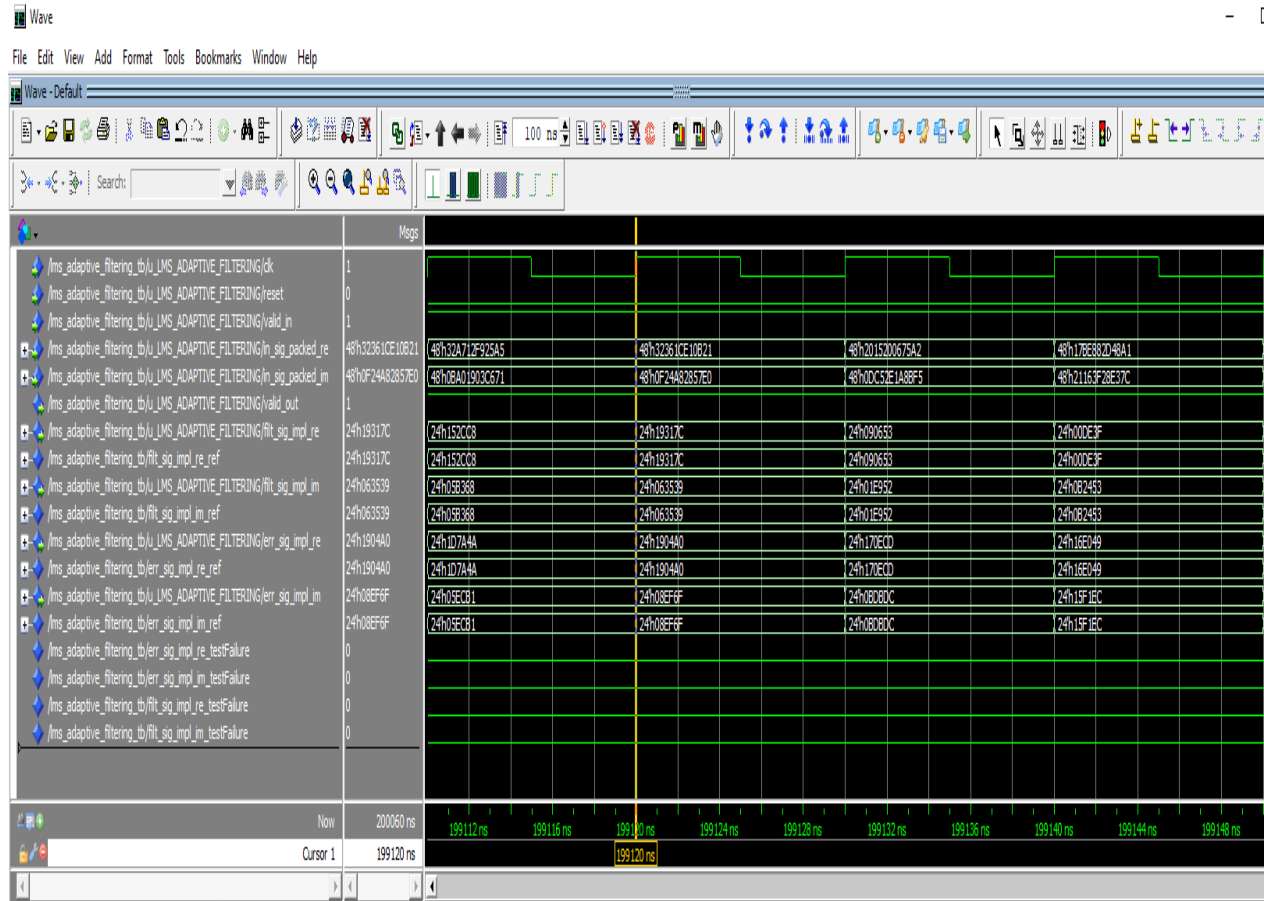 Wave
File Edit View Add Format Tools Bookmarks Window Help
Wave - Default
100 ns
Search:
Msgs
/lms_adaptive_filtering_tb/u_LMS_ADAPTIVE_FILTERING/clk 1
/lms_adaptive_filtering_tb/u_LMS_ADAPTIVE_FILTERING/reset 0
/lms_adaptive_filtering_tb/u_LMS_ADAPTIVE_FILTERING/valid_in 1
/lms_adaptive_filtering_tb/u_LMS_ADAPTIVE_FILTERING/in_sig_packed_re 48'h32361CE10B21 48'h32A712F925A5 48'h32361CE10B21 48'h2015200675A2 48'h17BE882D48A1
/lms_adaptive_filtering_tb/u_LMS_ADAPTIVE_FILTERING/in_sig_packed_im 48'h0F24A82857E0 48'h0BA01903C671 48'h0F24A82857E0 48'h0DC52E1A8BF5 48'h21163F28E37C
/lms_adaptive_filtering_tb/u_LMS_ADAPTIVE_FILTERING/valid_out 1
/lms_adaptive_filtering_tb/u_LMS_ADAPTIVE_FILTERING/filt_sig_impl_re 24'h19317C 24'h152CC8 24'h19317C 24'h090653 24'h00DE3F
/lms_adaptive_filtering_tb/filt_sig_impl_re_ref 24'h19317C 24'h152CC8 24'h19317C 24'h090653 24'h00DE3F
/lms_adaptive_filtering_tb/u_LMS_ADAPTIVE_FILTERING/filt_sig_impl_im 24'h063539 24'h05B368 24'h063539 24'h01E952 24'h0B2453
/lms_adaptive_filtering_tb/filt_sig_impl_im_ref 24'h063539 24'h05B368 24'h063539 24'h01E952 24'h0B2453
/lms_adaptive_filtering_tb/u_LMS_ADAPTIVE_FILTERING/err_sig_impl_re 24'h1904A0 24'h1D7A4A 24'h1904A0 24'h170ECD 24'h16E049
/lms_adaptive_filtering_tb/err_sig_impl_re_ref 24'h1904A0 24'h1D7A4A 24'h1904A0 24'h170ECD 24'h16E049
/lms_adaptive_filtering_tb/u_LMS_ADAPTIVE_FILTERING/err_sig_impl_im 24'h08EF6F 24'h05ECB1 24'h08EF6F 24'h0BDBDC 24'h15F1EC
/lms_adaptive_filtering_tb/err_sig_impl_im_ref 24'h08EF6F 24'h05ECB1 24'h08EF6F 24'h0BDBDC 24'h15F1EC
/lms_adaptive_filtering_tb/err_sig_impl_re_testFailure 0
/lms_adaptive_filtering_tb/err_sig_impl_im_testFailure 0
/lms_adaptive_filtering_tb/filt_sig_impl_re_testFailure 0
/lms_adaptive_filtering_tb/filt_sig_impl_im_testFailure 0
Now 200060 ns 199112 ns 199116 ns 199120 ns 199124 ns 199128 ns 199132 ns 199136 ns 199140 ns 199144 ns 199148 ns
Cursor 1 199120 ns 199120 ns